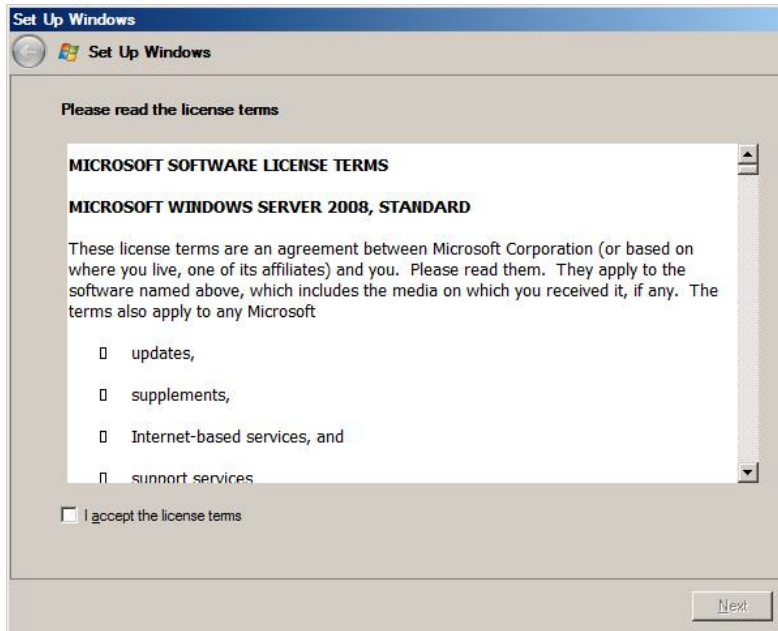 Set Up Windows
Set Up Windows
Please read the license terms
MICROSOFT SOFTWARE LICENSE TERMS
MICROSOFT WINDOWS SERVER 2008, STANDARD
These license terms are an agreement between Microsoft Corporation (or based on
where you live, one of its affiliates) and you.  Please read them.  They apply to the
software named above, which includes the media on which you received it, if any.  The
terms also apply to any Microsoft
updates,
supplements,
Internet-based services, and
support services
I accept the license terms
Next